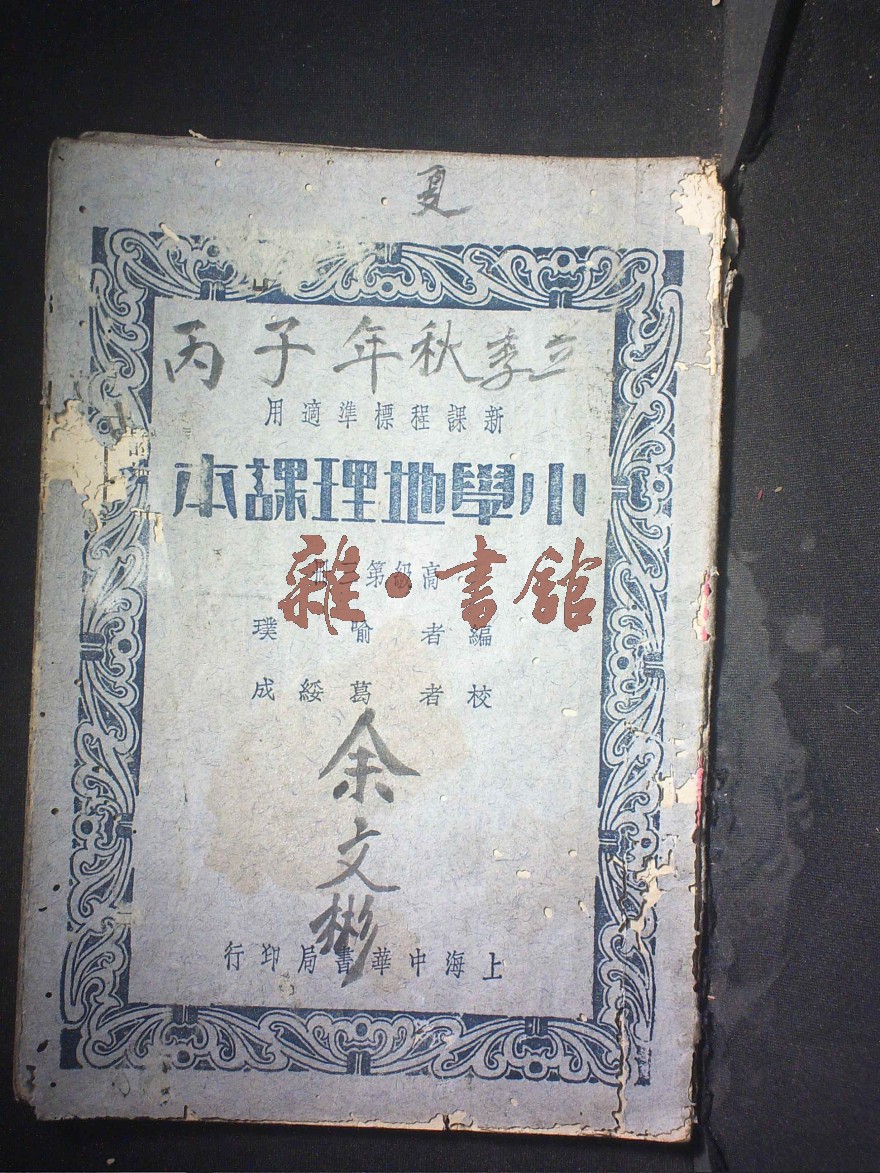 夏
丙子年秋季立
新課程標準適用
小學地理課本
高級第冊
雜·書館
編者 喻璞
校者 葛綏成
余文彬
上海中華書局印行